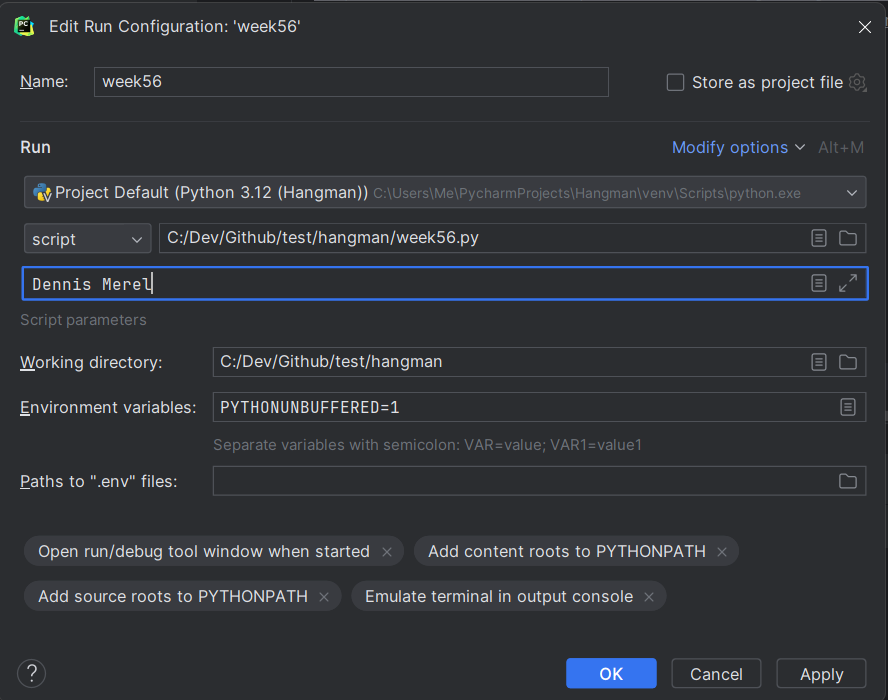 Edit Run Configuration: 'week56'
Name: week56 Store as project file
Run Modify options Alt+M
Project Default (Python 3.12 (Hangman)) C:\Users\Me\PycharmProjects\Hangman\venv\Scripts\python.exe
script C:/Dev/Github/test/hangman/week56.py
Dennis Merel
Script parameters
Working directory: C:/Dev/Github/test/hangman
Environment variables: PYTHONUNBUFFERED=1
Separate variables with semicolon: VAR=value; VAR1=value1
Paths to ".env" files:
Open run/debug tool window when started × Add content roots to PYTHONPATH ×
Add source roots to PYTHONPATH × Emulate terminal in output console ×
? OK Cancel Apply